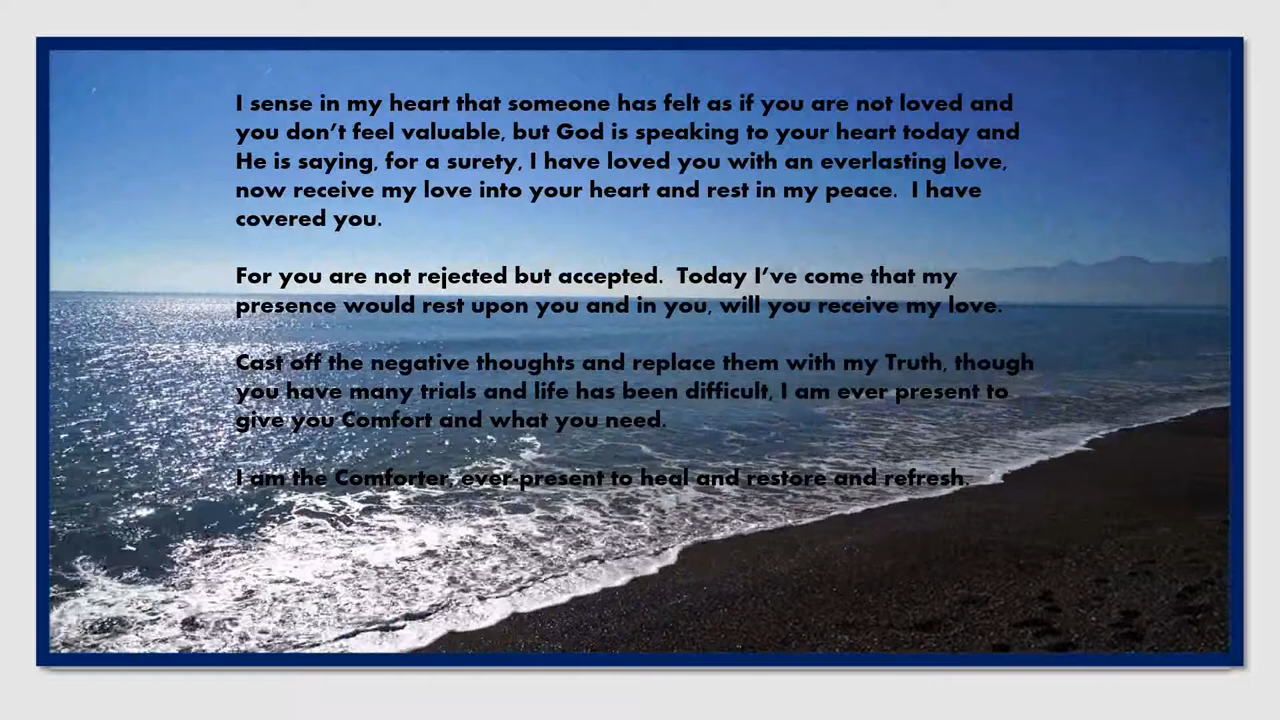 I sense in my heart that someone has felt as if you are not loved and
you don't feel valuable, but God is speaking to your heart today and
He is saying, for a surety, I have loved you with an everlasting love,
now receive my love into your heart and rest in my peace.  I have
covered you.
For you are not rejected but accepted.  Today I've come that my
presence would rest upon you and in you, will you receive my love.
Cast off the negative thoughts and replace them with my Truth, though
you have many trials and life has been difficult, I am ever present to
give you Comfort and what you need.
I am the Comforter, ever-present to heal and restore and refresh.